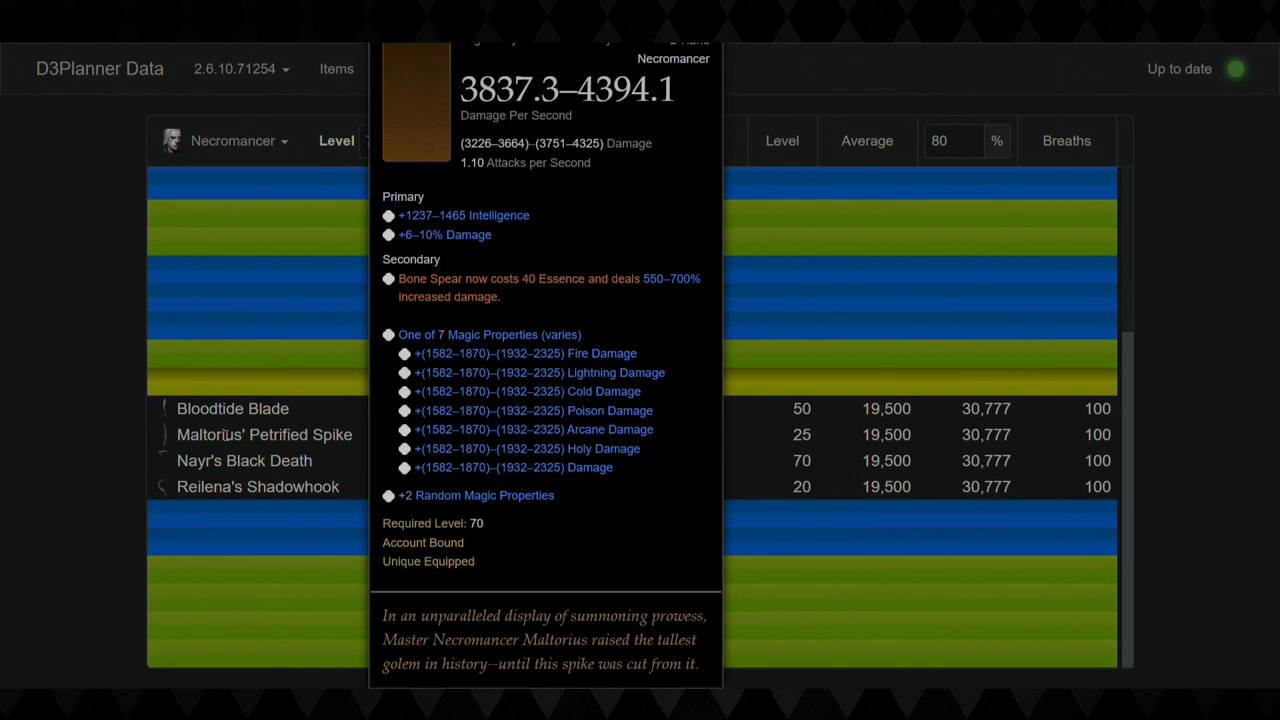 Necromancer
D3Planner Data 2.6.10.71254 Items
Up to date
3837.3–4394.1
Damage Per Second
Necromancer Level
Level Average 80 % Breaths
(3226–3664)–(3751–4325) Damage
1.10 Attacks per Second
Primary
+1237–1465 Intelligence
+6–10% Damage
Secondary
Bone Spear now costs 40 Essence and deals 550–700%
increased damage.
One of 7 Magic Properties (varies)
+(1582–1870)–(1932–2325) Fire Damage
+(1582–1870)–(1932–2325) Lightning Damage
+(1582–1870)–(1932–2325) Cold Damage
+(1582–1870)–(1932–2325) Poison Damage
+(1582–1870)–(1932–2325) Arcane Damage
+(1582–1870)–(1932–2325) Holy Damage
+(1582–1870)–(1932–2325) Damage
+2 Random Magic Properties
Required Level: 70
Account Bound
Unique Equipped
In an unparalleled display of summoning prowess,
Master Necromancer Maltorius raised the tallest
golem in history--until this spike was cut from it.
Bloodtide Blade 50 19,500 30,777 100
Maltorius' Petrified Spike 25 19,500 30,777 100
Nayr's Black Death 70 19,500 30,777 100
Reilena's Shadowhook 20 19,500 30,777 100